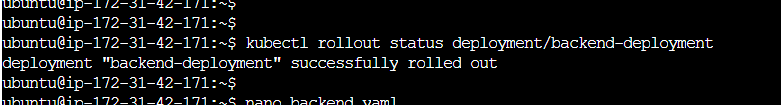 ubuntu@ip-172-31-42-171:~$
ubuntu@ip-172-31-42-171:~$
ubuntu@ip-172-31-42-171:~$ kubectl rollout status deployment/backend-deployment
deployment "backend-deployment" successfully rolled out
ubuntu@ip-172-31-42-171:~$
ubuntu@ip-172-31-42-171:~$ nano backend.yaml